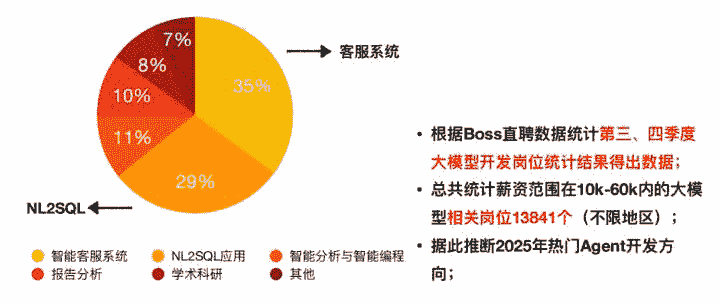 7%
8%
10%
11%
29%
35%
客服系统
NL2SQL
智能客服系统
NL2SQL应用
智能分析与智能编程
报告分析
学术科研
其他
• 根据Boss直聘数据统计第三、四季度
大模型开发岗位统计结果得出数据；
• 总共统计薪资范围在10k-60k内的大模
型相关岗位13841个（不限地区）；
• 据此推断2025年热门Agent开发方
向；